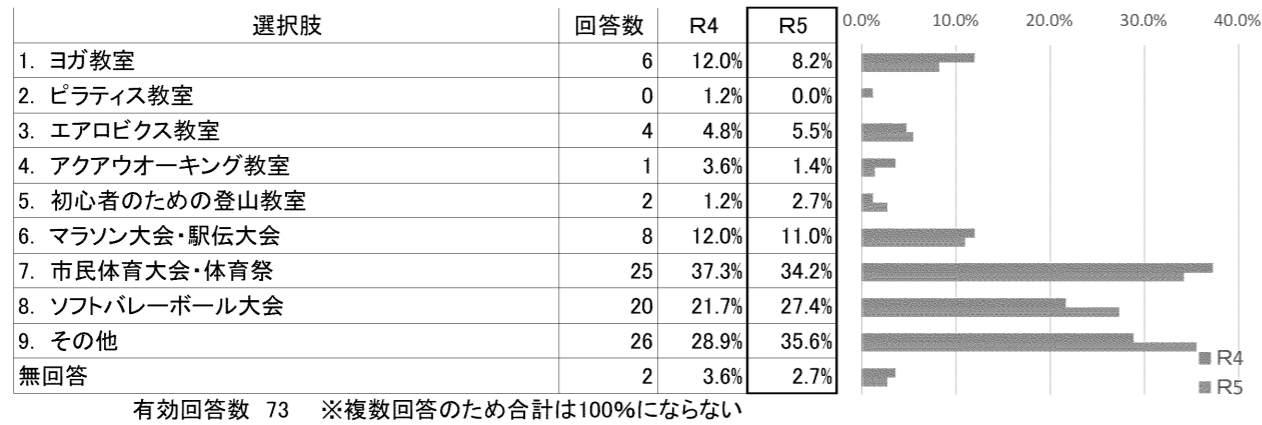 選択肢 回答数 R4 R5
1. ヨガ教室 6 12.0% 8.2%
2. ピラティス教室 0 1.2% 0.0%
3. エアロビクス教室 4 4.8% 5.5%
4. アクアウオーキング教室 1 3.6% 1.4%
5. 初心者のための登山教室 2 1.2% 2.7%
6. マラソン大会・駅伝大会 8 12.0% 11.0%
7. 市民体育大会・体育祭 25 37.3% 34.2%
8. ソフトバレーボール大会 20 21.7% 27.4%
9. その他 26 28.9% 35.6%
無回答 2 3.6% 2.7%
有効回答数 73 ※複数回答のため合計は100%にならない
0.0% 10.0% 20.0% 30.0% 40.0%
R4
R5